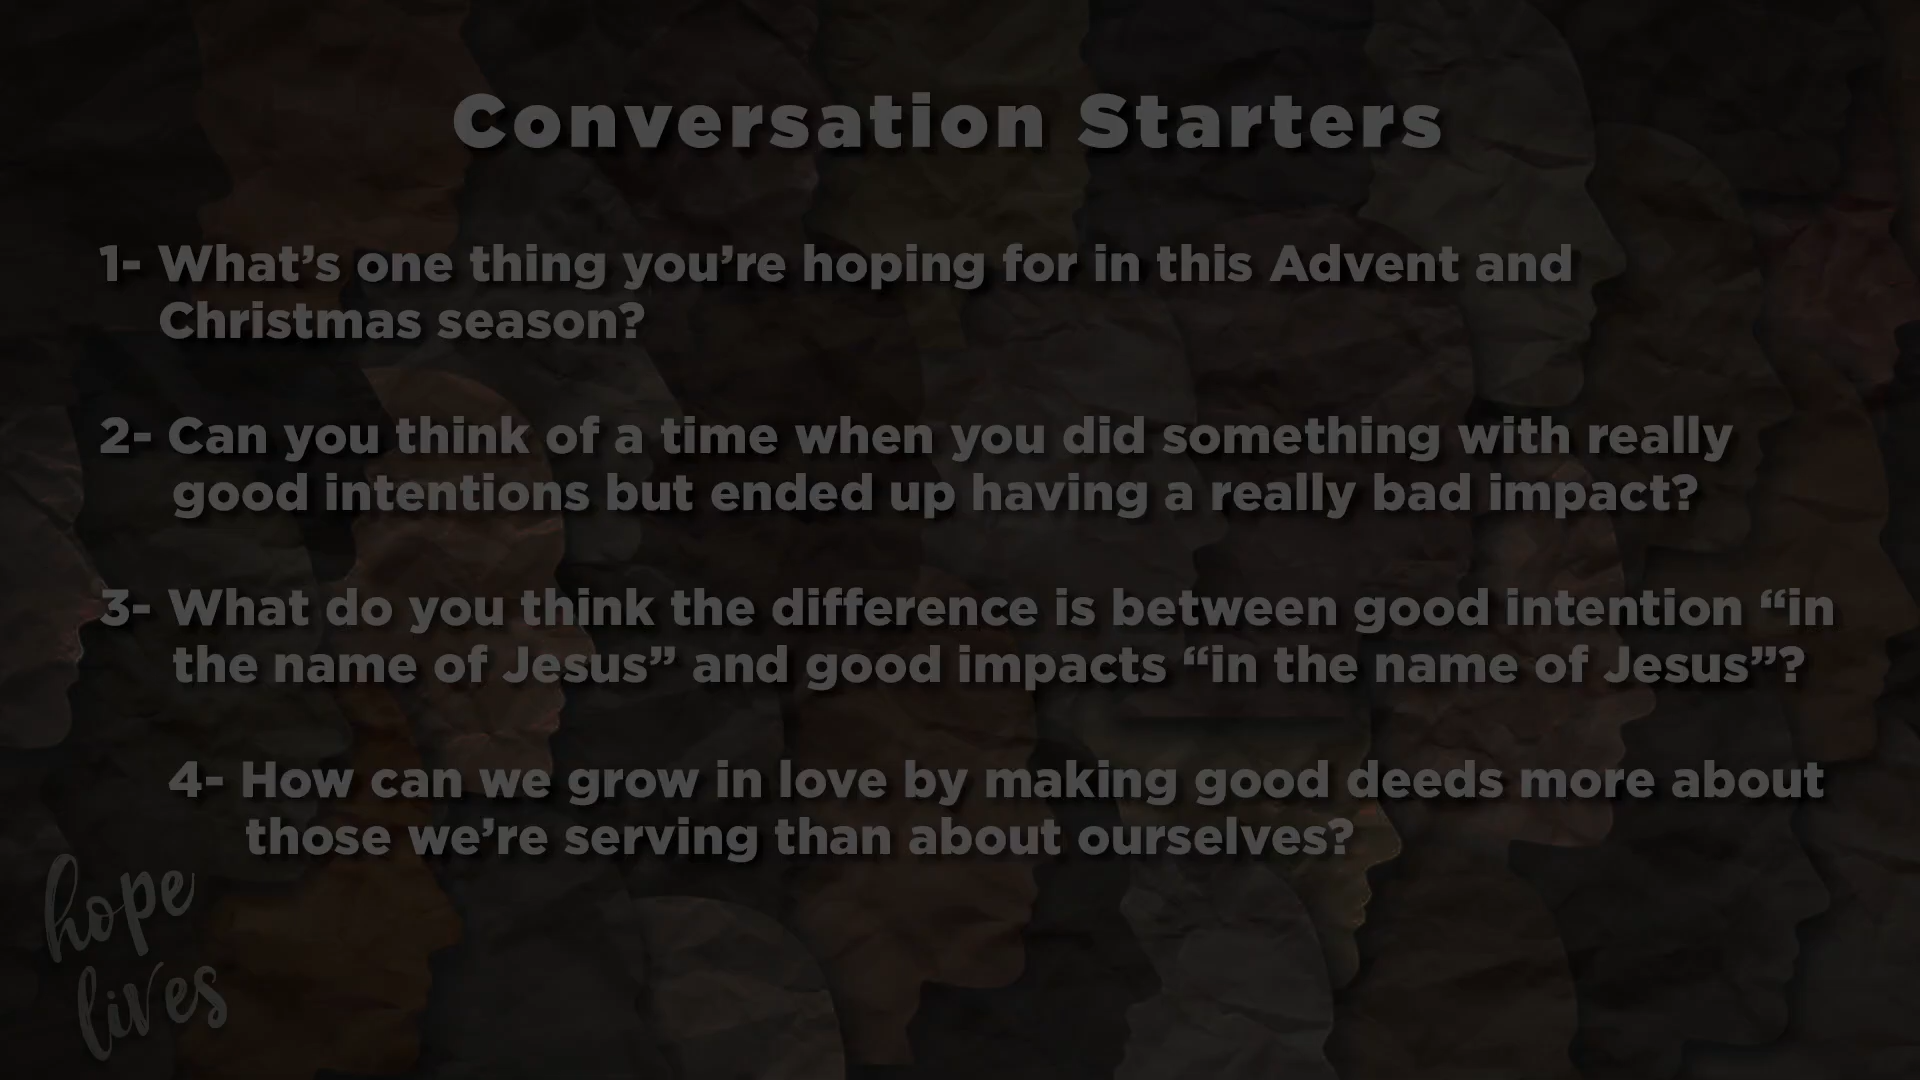 Conversation Starters
1- What’s one thing you’re hoping for in this Advent and
Christmas season?
2- Can you think of a time when you did something with really
good intentions but ended up having a really bad impact?
3- What do you think the difference is between good intention “in
the name of Jesus” and good impacts “in the name of Jesus”?
4- How can we grow in love by making good deeds more about
those we’re serving than about ourselves?
hope
lives